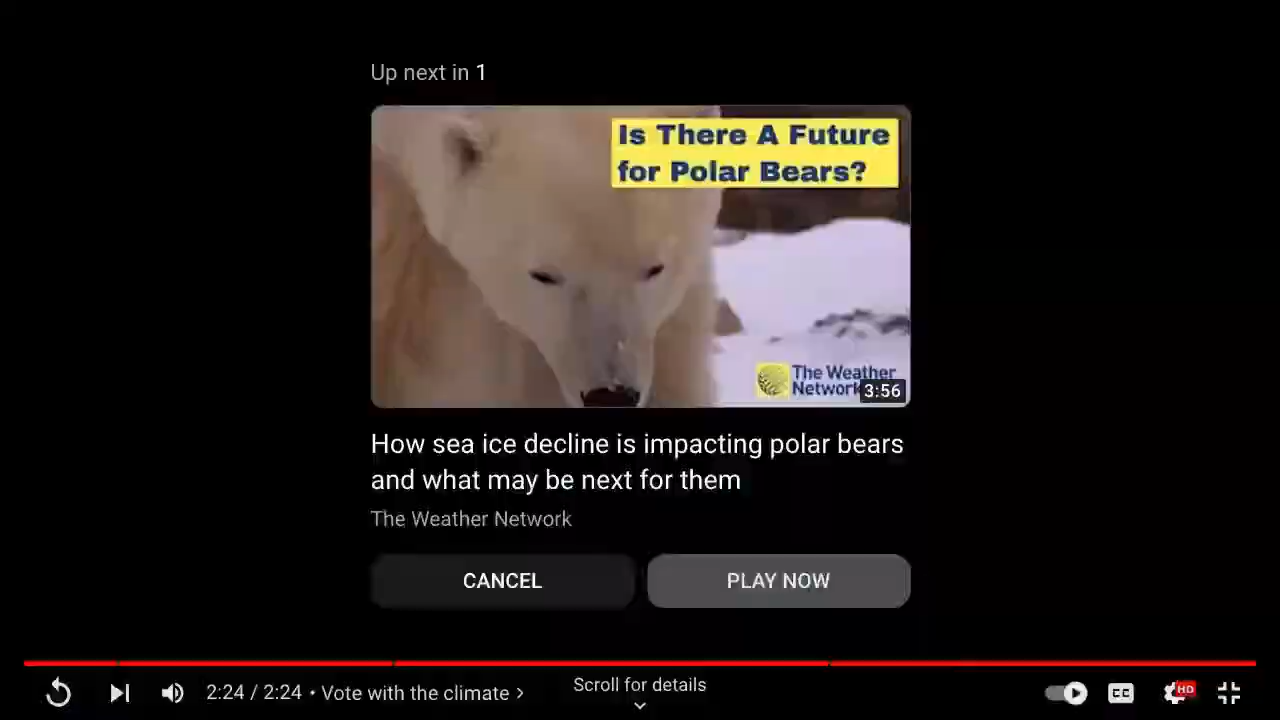 Up next in 1
Is There A Future
for Polar Bears?
The Weather
Network
3:56
How sea ice decline is impacting polar bears
and what may be next for them
The Weather Network
CANCEL
PLAY NOW
2:24 / 2:24 • Vote with the climate >
Scroll for details
CC
HD